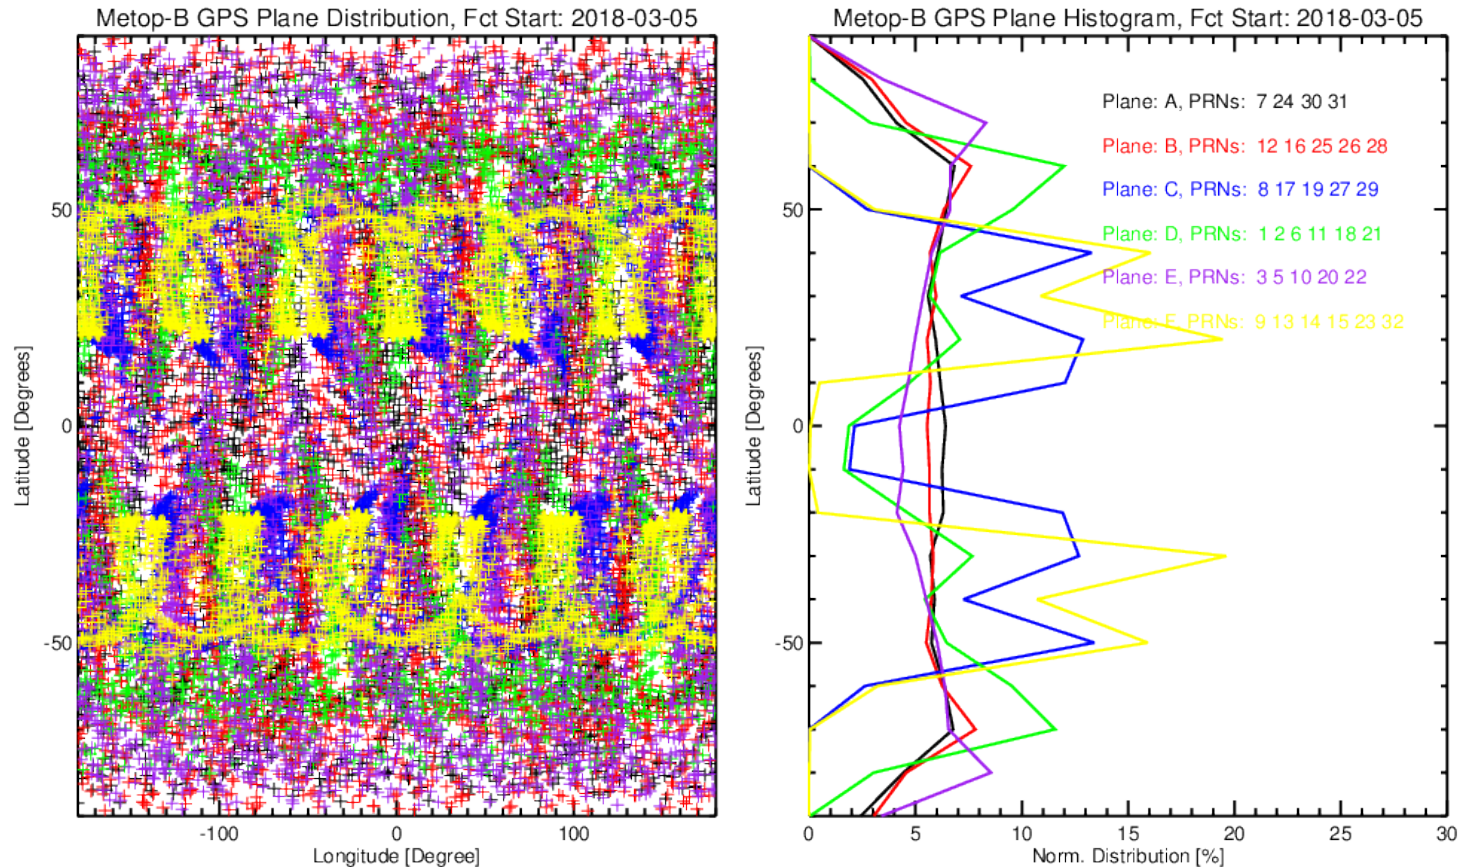 Metop-B GPS Plane Distribution, Fct Start: 2018-03-05
50
0
-50
Latitude [Degrees]
-100
0
100
Longitude [Degree]
Metop-B GPS Plane Histogram, Fct Start: 2018-03-05
Plane: A, PRNs: 7 24 30 31
Plane: B, PRNs: 12 16 25 26 28
Plane: C, PRNs: 8 17 19 27 29
Plane: D, PRNs: 1 2 6 11 18 21
Plane: E, PRNs: 3 5 10 20 22
Plane: F, PRNs: 9 13 14 15 23 32
50
0
-50
Latitude [Degrees]
0
5
10
15
20
25
30
Norm. Distribution [%]